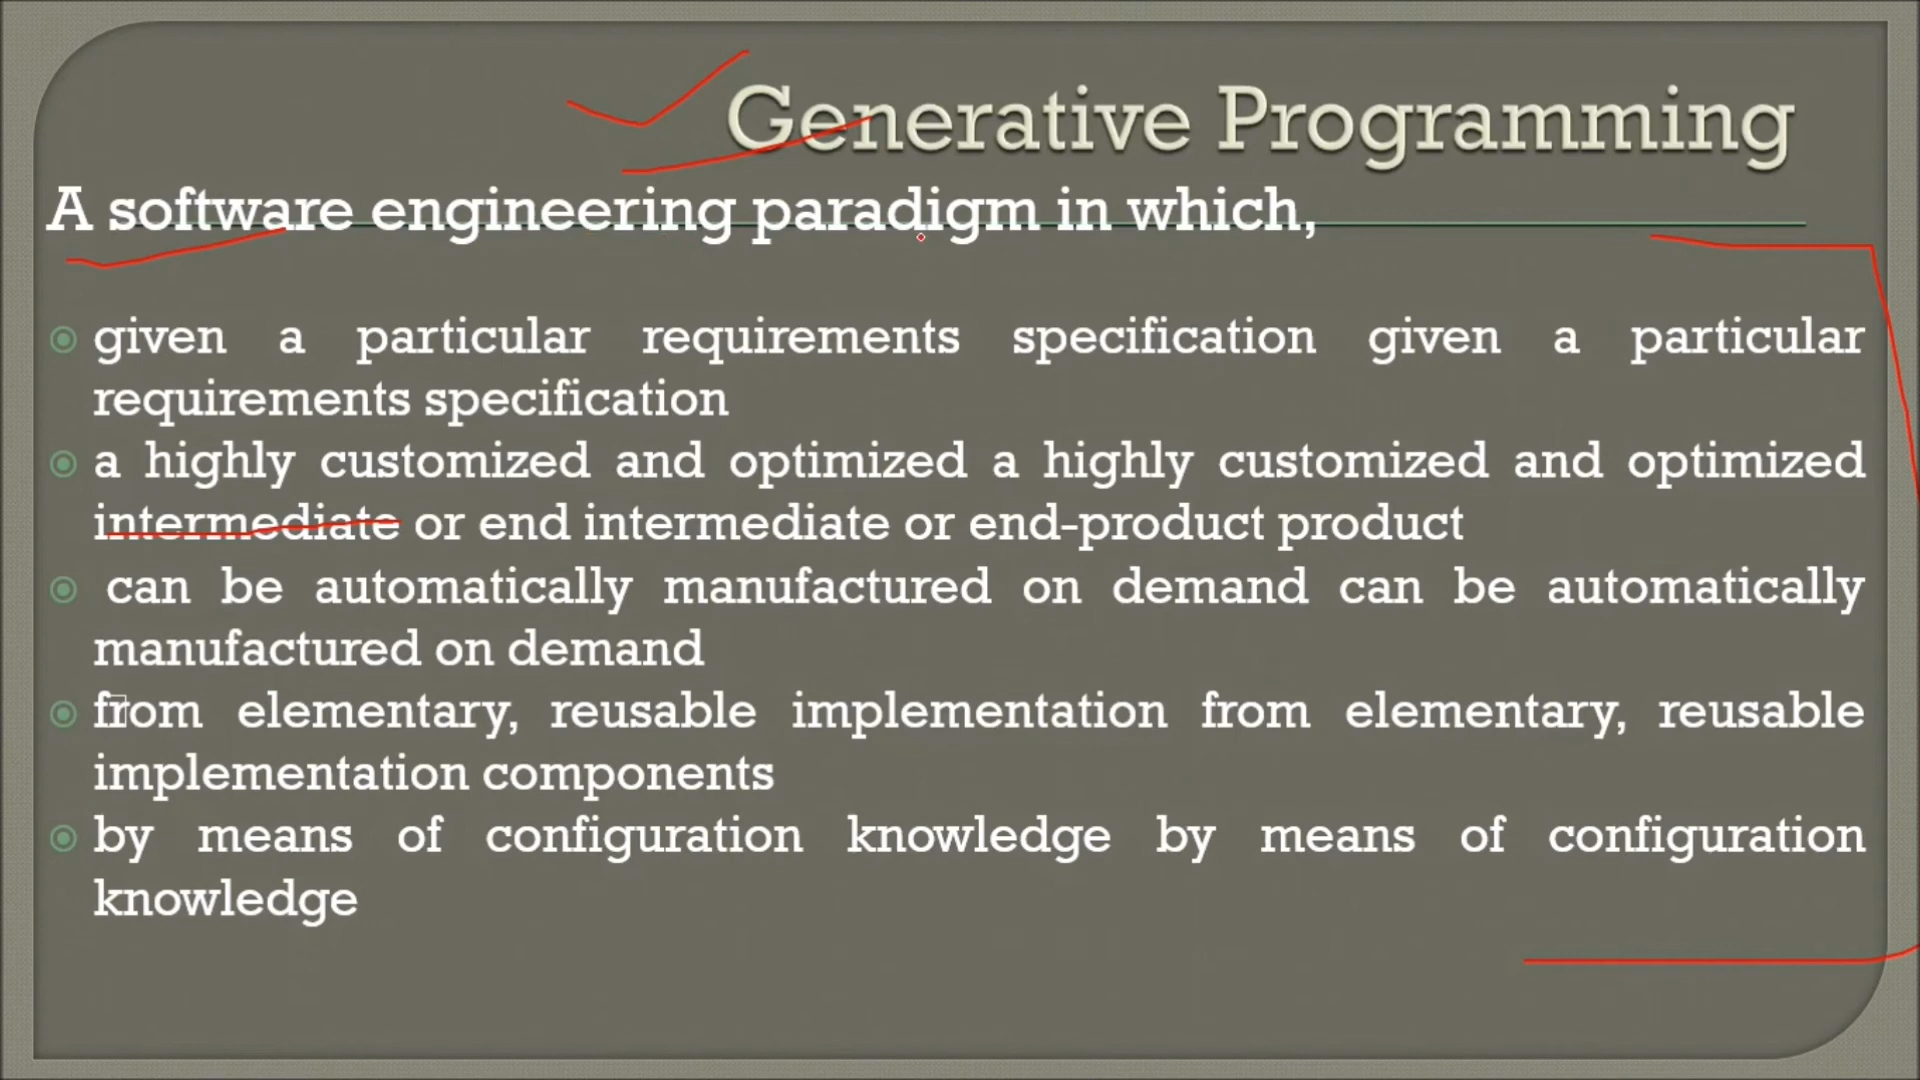 Generative Programming
A software engineering paradigm in which,
given a particular requirements specification given a particular
requirements specification
a highly customized and optimized a highly customized and optimized
intermediate or end intermediate or end-product product
can be automatically manufactured on demand can be automatically
manufactured on demand
from elementary, reusable implementation from elementary, reusable
implementation components
by means of configuration knowledge by means of configuration
knowledge